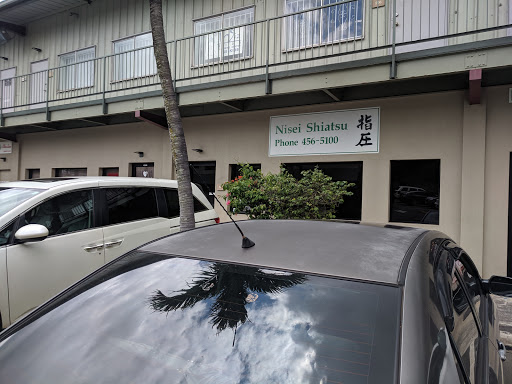 Nisei Shiatsu
Phone 456-5100
指圧